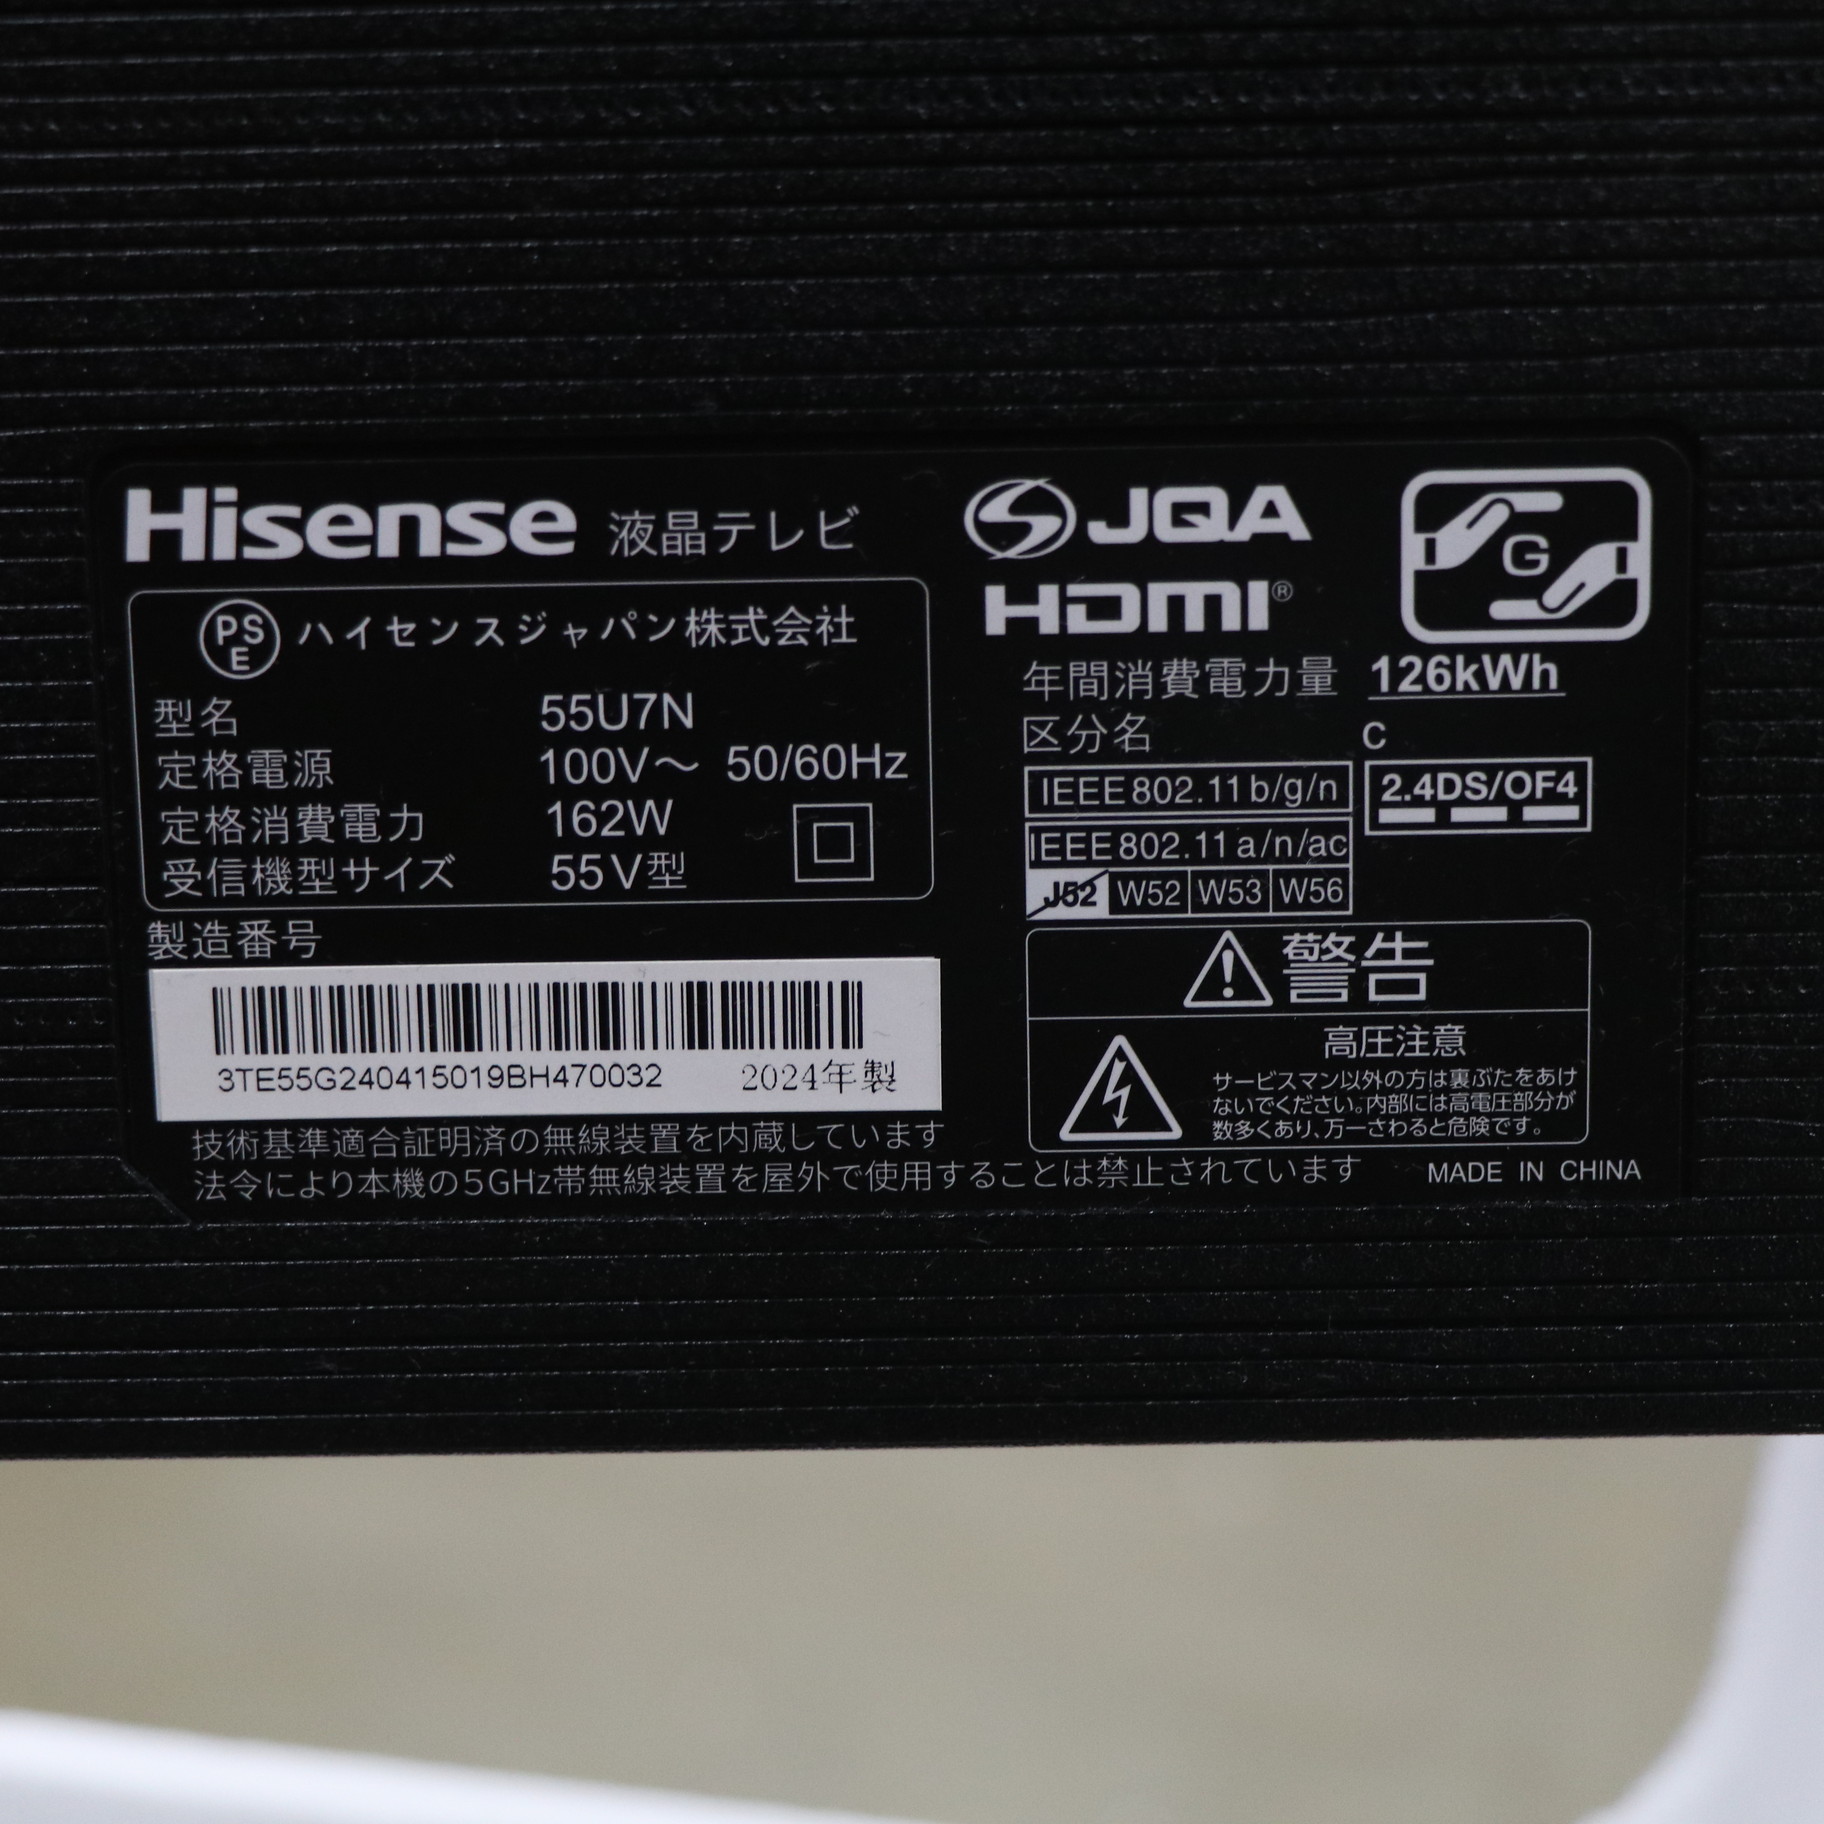 Hisense 液晶テレビ
PSE ハイセンスジャパン株式会社
型名 55U7N
定格電源 100V～ 50/60Hz
定格消費電力 162W
受信機型サイズ 55V型
製造番号
3TE55G240415019BH470032 2024年製
技術基準適合証明済の無線装置を内蔵しています
法令により本機の5GHz帯無線装置を屋外で使用することは禁止されています
JQA
HDMI®
G
年間消費電力量 126kWh
区分名 C
IEEE802.11b/g/n 2.4DS/OF4
IEEE802.11a/n/ac
J52 W52 W53 W56
警告
高圧注意
サービスマン以外の方は裏ぶたをあけ
ないでください。内部には高電圧部分が
数多くあり、万一さわると危険です。
MADE IN CHINA